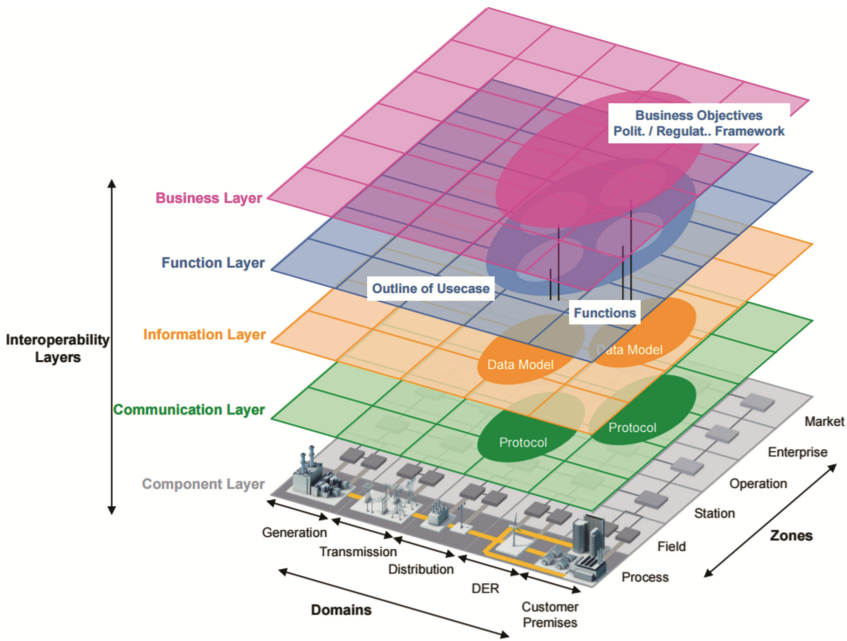 Business Objectives
Polit. / Regulat.. Framework
Business Layer
Function Layer
Outline of Usecase
Functions
Information Layer
Interoperability
Layers
Data Model
Data Model
Communication Layer
Protocol
Protocol
Component Layer
Market
Enterprise
Operation
Station
Field
Process
Zones
Generation
Transmission
Distribution
DER
Customer
Premises
Domains